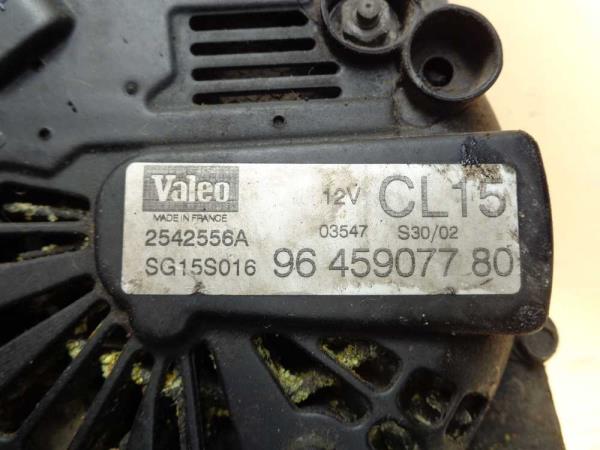 Valeo 12V CL15
MADE IN FRANCE
2542556A 03547 S30/02
SG15S016 96 459077 80